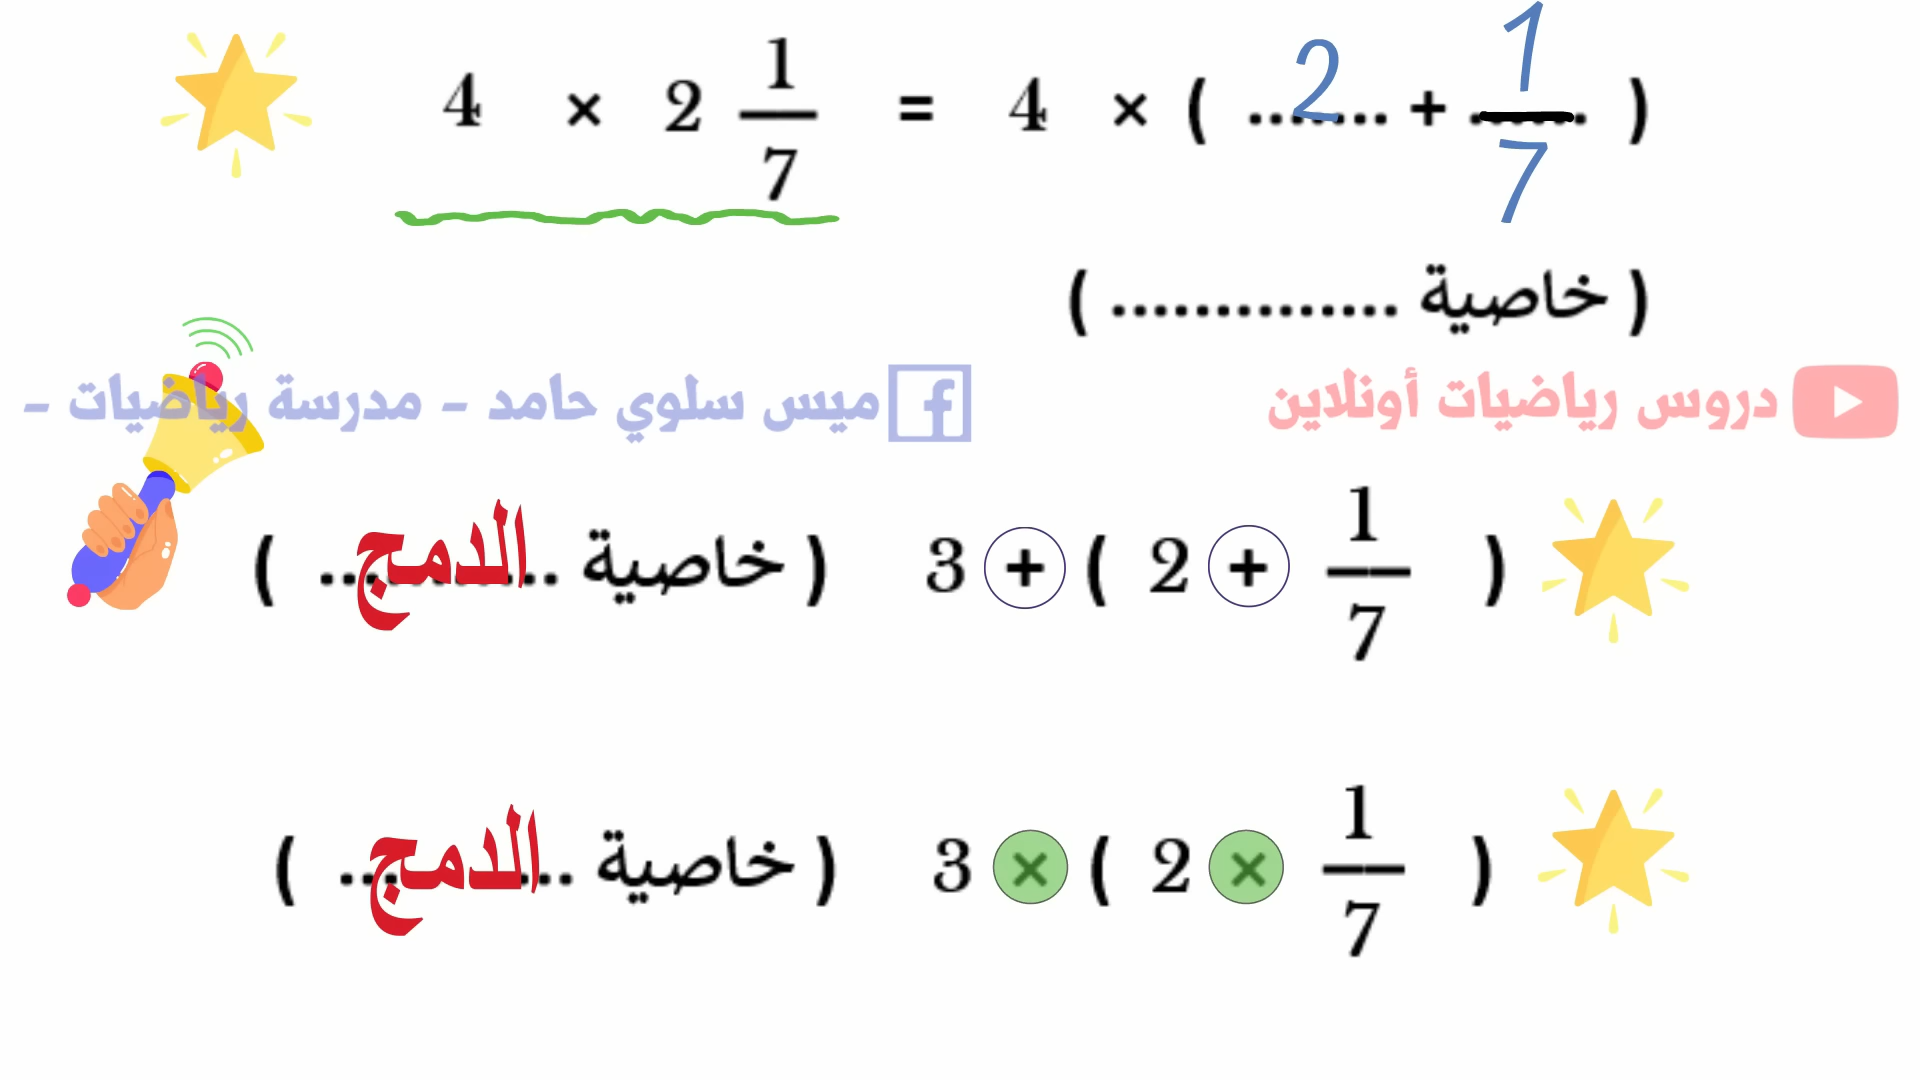 4 × 2 1/7 = 4 × ( ...2... + 1/7 )
( خاصية .............. )
ميس سلوي حامد - مدرسة رياضيات -
دروس رياضيات أونلاين
3 + ( 2 + 1/7 ) ( خاصية الدمج )
3 × ( 2 × 1/7 ) ( خاصية الدمج )